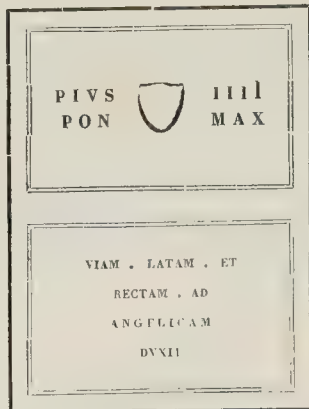 PIVS IIII
PON MAX
VIAM . LATAM . ET
RECTAM . AD
ANGELICAM
DVXIT